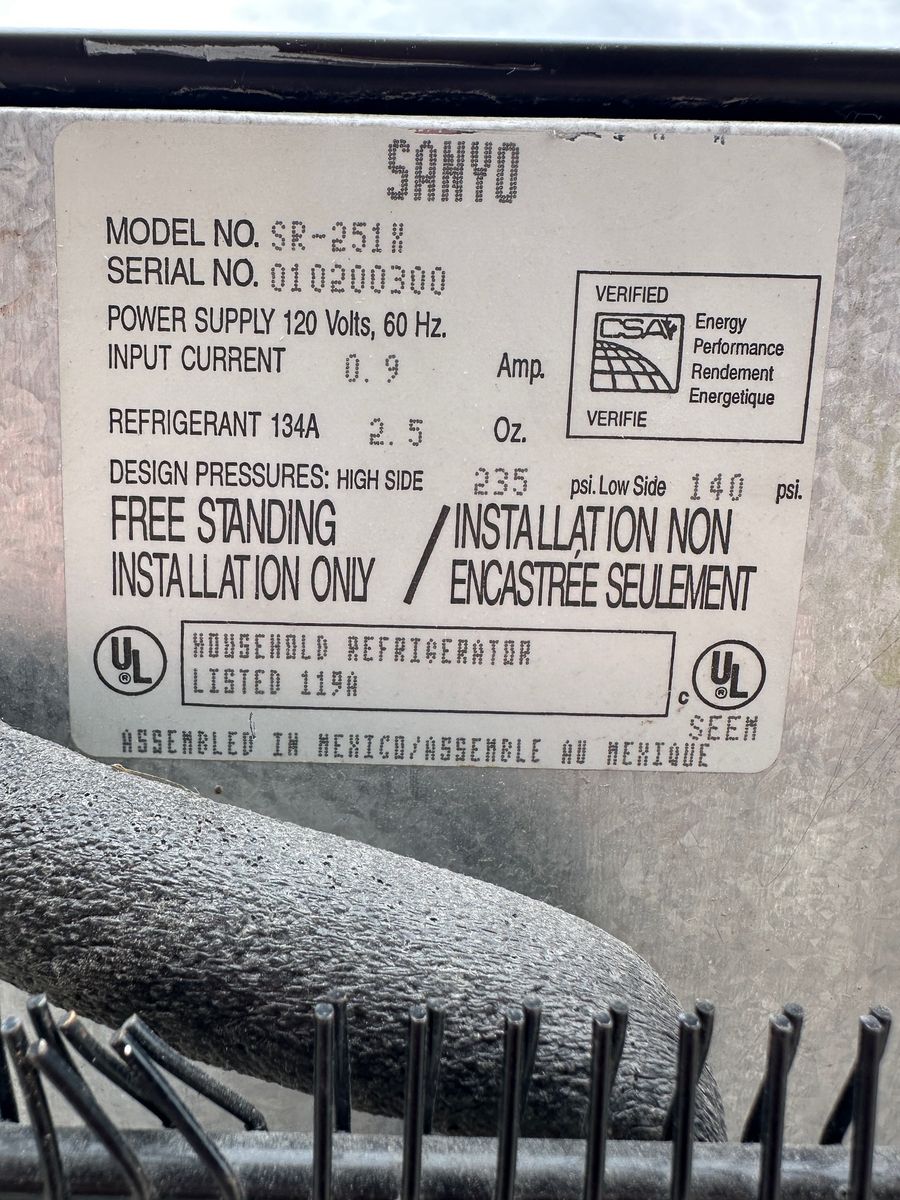 SANYO
MODEL NO. SR-251X
SERIAL NO. 010200300
POWER SUPPLY 120 Volts, 60 Hz.
INPUT CURRENT 0.9 Amp.
REFRIGERANT 134A 2.5 Oz.
DESIGN PRESSURES: HIGH SIDE 235 psi. Low Side 140 psi.
VERIFIED
CSA
Energy
Performance
Rendement
Energetique
VERIFIE
FREE STANDING
INSTALLATION ONLY
/
INSTALLATION NON
ENCASTRÉE SEULEMENT
UL ®
HOUSEHOLD REFRIGERATOR
LISTED 119A
c UL ®
SEEM
ASSEMBLED IN MEXICO/ASSEMBLE AU MEXIQUE